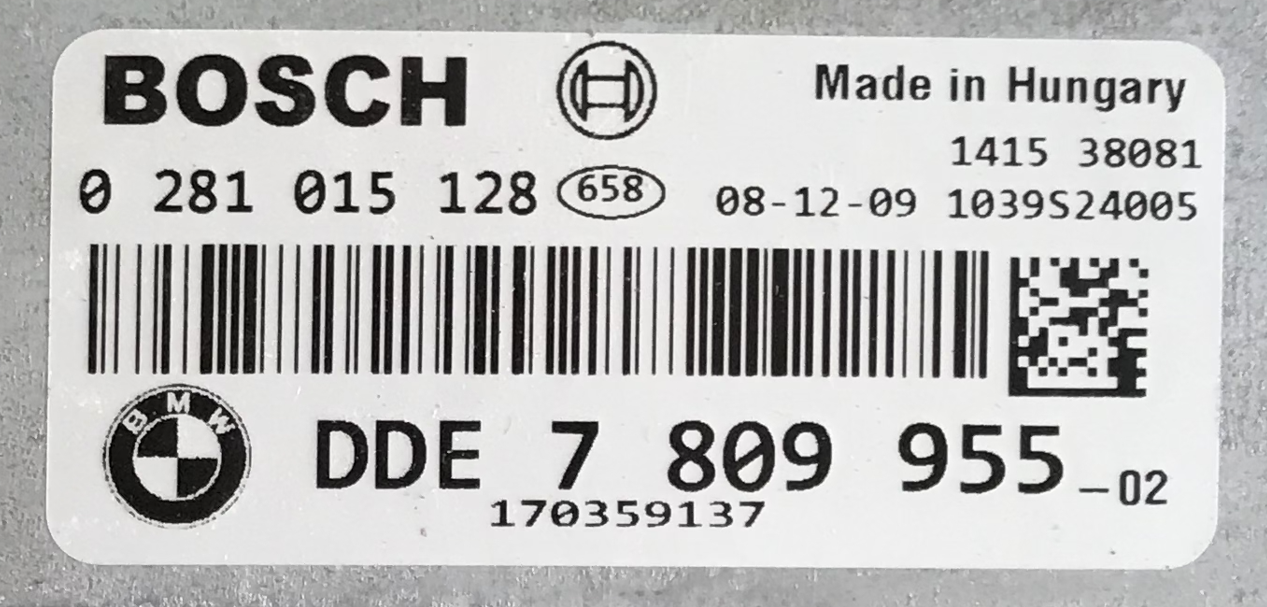 BOSCH
Made in Hungary
1415 38081
0 281 015 128 658 08-12-09 1039S24005
BMW
DDE 7 809 955-02
170359137